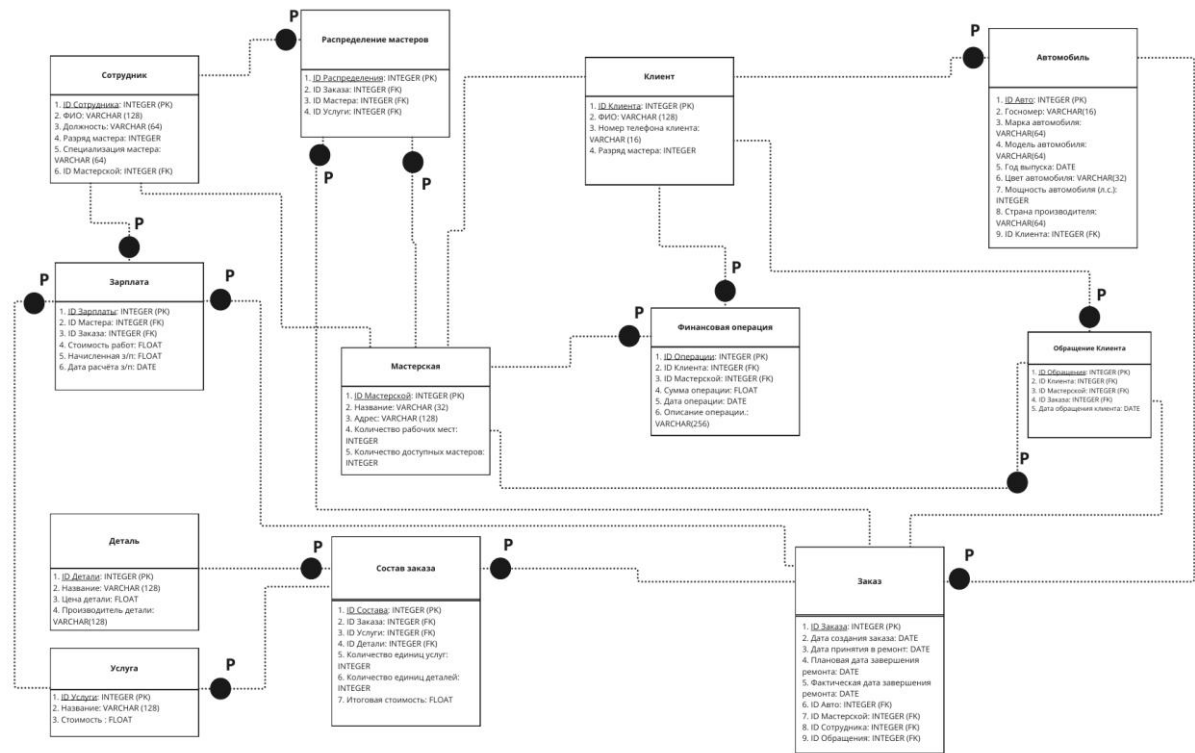 P
Распределение мастеров
1. ID Распределения: INTEGER (PK)
2. ID Заказа: INTEGER (FK)
3. ID Мастера: INTEGER (FK)
4. ID Услуги: INTEGER (FK)
P
P
Сотрудник
1. ID Сотрудника: INTEGER (PK)
2. ФИО: VARCHAR (128)
3. Должность: VARCHAR (64)
4. Разряд мастера: INTEGER
5. Специализация мастера:
VARCHAR (64)
6. ID Мастерской: INTEGER (FK)
Клиент
1. ID Клиента: INTEGER (PK)
2. ФИО: VARCHAR (128)
3. Номер телефона клиента:
VARCHAR (16)
4. Разряд мастера: INTEGER
P
Автомобиль
1. ID Авто: INTEGER (PK)
2. Госномер: VARCHAR(16)
3. Марка автомобиля:
VARCHAR(64)
4. Модель автомобиля:
VARCHAR(64)
5. Год выпуска: DATE
6. Цвет автомобиля: VARCHAR(32)
7. Мощность автомобиля (л.с.):
INTEGER
8. Страна производителя:
VARCHAR(64)
9. ID Клиента: INTEGER (FK)
P
P
P
Зарплата
1. ID Зарплаты: INTEGER (PK)
2. ID Мастера: INTEGER (FK)
3. ID Заказа: INTEGER (FK)
4. Стоимость работ: FLOAT
5. Начисленная з/п: FLOAT
6. Дата расчёта з/п: DATE
Мастерская
1. ID Мастерской: INTEGER (PK)
2. Название: VARCHAR (32)
3. Адрес: VARCHAR (128)
4. Количество рабочих мест:
INTEGER
5. Количество доступных мастеров:
INTEGER
P
P
Финансовая операция
1. ID Операции: INTEGER (PK)
2. ID Клиента: INTEGER (FK)
3. ID Мастерской: INTEGER (FK)
4. Сумма операции: FLOAT
5. Дата операции: DATE
6. Описание операции.:
VARCHAR(256)
P
Обращение Клиента
1. ID Обращения: INTEGER (PK)
2. ID Клиента: INTEGER (FK)
3. ID Мастерской: INTEGER (FK)
4. ID Заказа: INTEGER (FK)
5. Дата обращения клиента: DATE
P
Деталь
1. ID Детали: INTEGER (PK)
2. Название: VARCHAR (128)
3. Цена детали: FLOAT
4. Производитель детали:
VARCHAR(128)
P
Состав заказа
1. ID Состава: INTEGER (PK)
2. ID Заказа: INTEGER (FK)
3. ID Услуги: INTEGER (FK)
4. ID Детали: INTEGER (FK)
5. Количество единиц услуг:
INTEGER
6. Количество единиц деталей:
INTEGER
7. Итоговая стоимость: FLOAT
P
Заказ
1. ID Заказа: INTEGER (PK)
2. Дата создания заказа: DATE
3. Дата принятия в ремонт: DATE
4. Плановая дата завершения
ремонта: DATE
5. Фактическая дата завершения
ремонта: DATE
6. ID Авто: INTEGER (FK)
7. ID Мастерской: INTEGER (FK)
8. ID Сотрудника: INTEGER (FK)
9. ID Обращения: INTEGER (FK)
P
Услуга
1. ID Услуги: INTEGER (PK)
2. Название: VARCHAR (128)
3. Стоимость : FLOAT
P